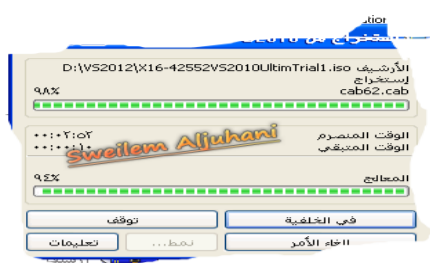 الأرشيف D:\VS2012\X16-42552VS2010UltimTrial1.iso
إستخراج
cab62.cab
٩٨%
الوقت المنصرم ٠٠:٠٢:٥٢
الوقت المتبقي ٠٠:٠٠:١٠
Sweilem Aljuhani
المعالج ٩٤%
في الخلفية توقف
الغاء الأمر نمط... تعليمات